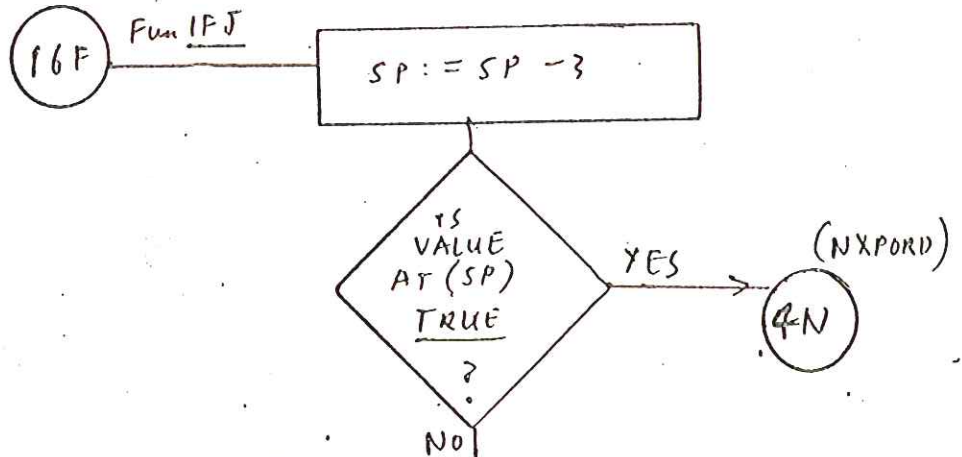 16F
Fun IFJ
SP := SP -3
IS
VALUE
AT (SP)
TRUE
?
YES
(NXPORD)
4N
NO